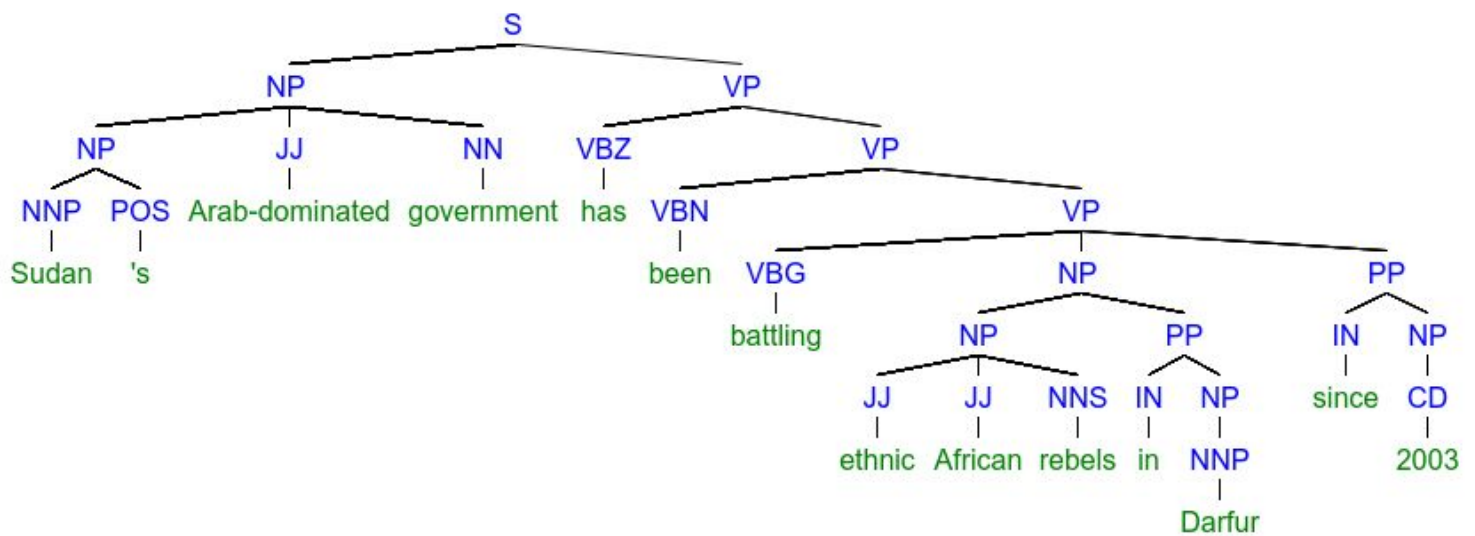 S
NP VP
NP JJ NN VBZ VP
NNP POS Arab-dominated government has VBN VP
Sudan 's been VBG NP PP
battling NP PP IN NP
JJ JJ NNS IN NP since CD
ethnic African rebels in NNP 2003
Darfur